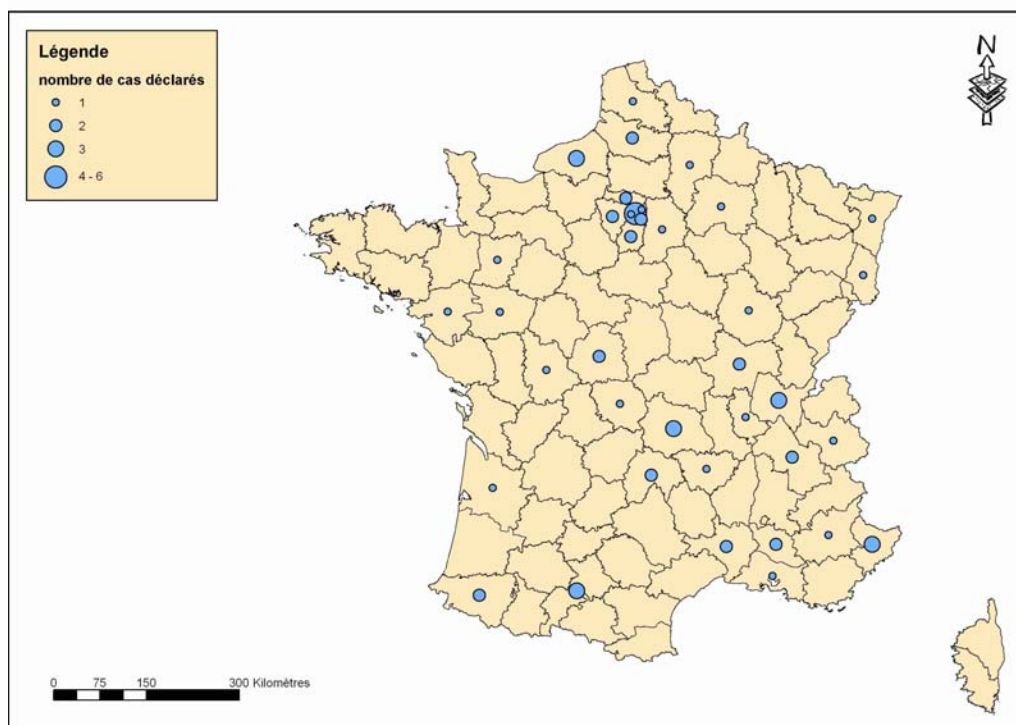 Légende
nombre de cas déclarés
1
2
3
4 - 6
N
0 75 150 300 Kilomètres